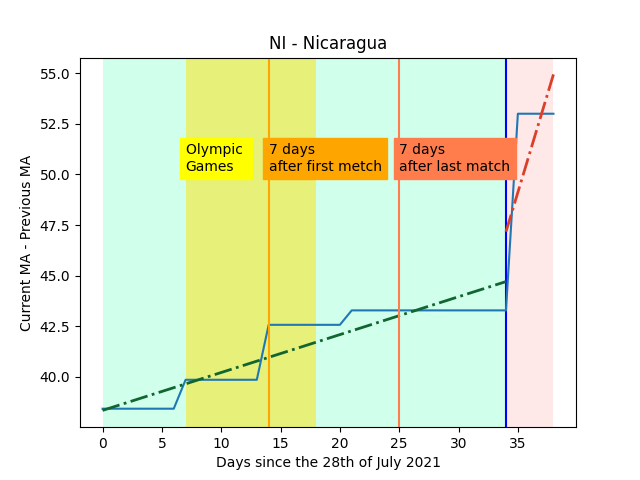 NI - Nicaragua
Current MA - Previous MA
55.0
52.5
50.0
47.5
45.0
42.5
40.0
Olympic
Games
7 days
after first metch
7 days
after last match
0 5 10 15 20 25 30 35
Days since the 28th of July 2021